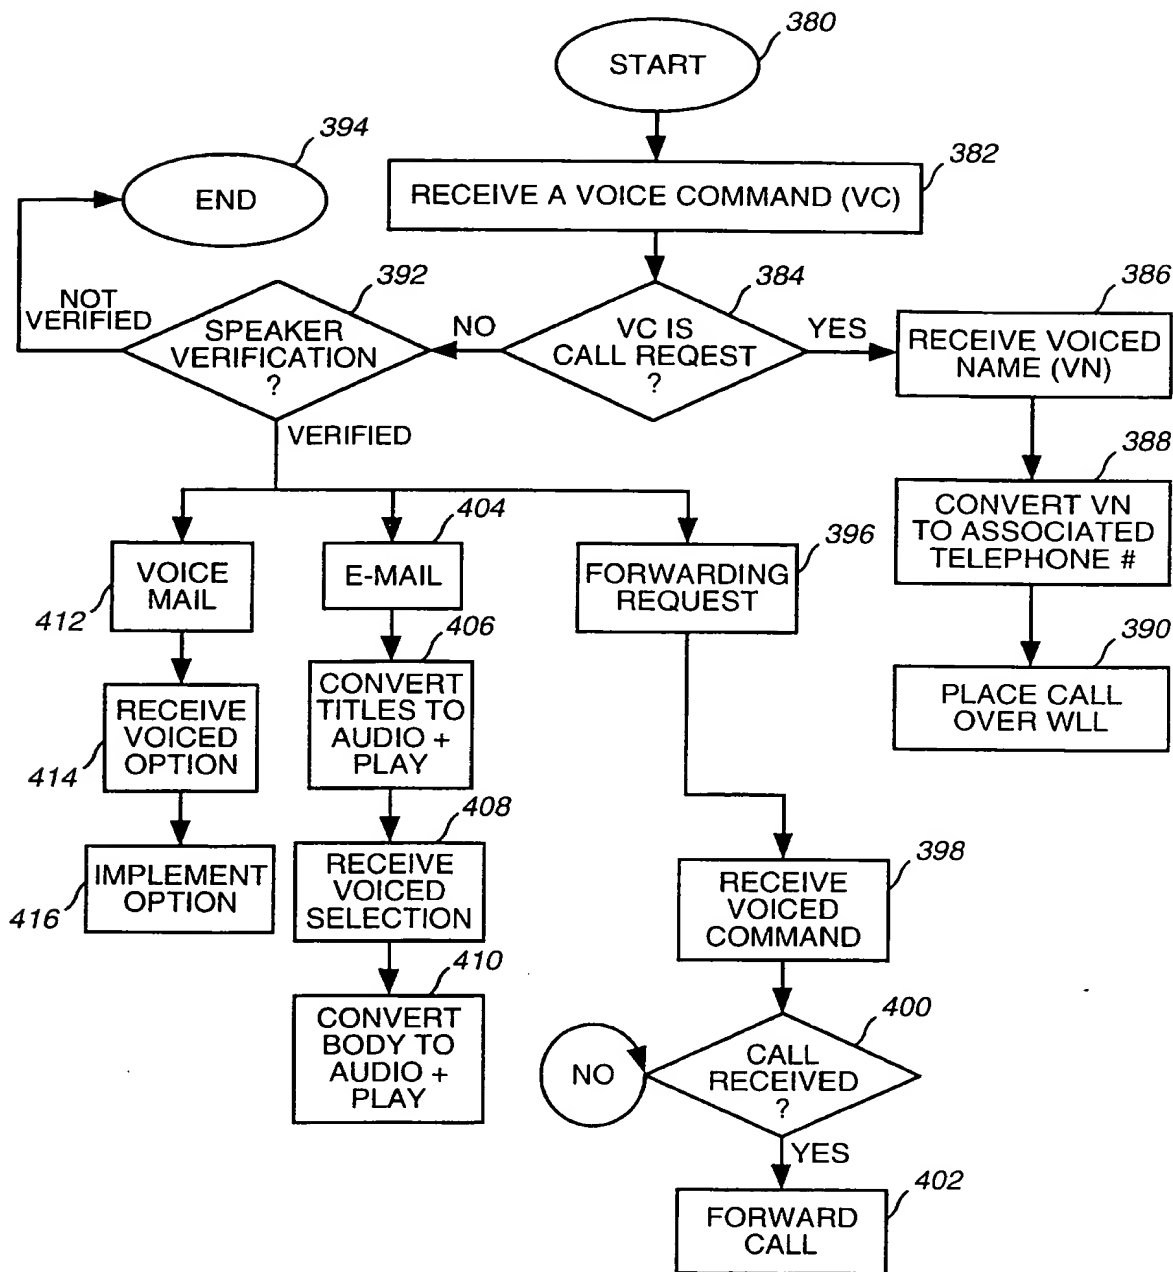 380
START
394
END
382
RECEIVE A VOICE COMMAND (VC)
392
SPEAKER
VERIFICATION
?
NOT
VERIFIED
VERIFIED
NO
384
VC IS
CALL REQEST
?
YES
386
RECEIVE VOICED
NAME (VN)
388
CONVERT VN
TO ASSOCIATED
TELEPHONE #
390
PLACE CALL
OVER WLL
412
VOICE
MAIL
414
RECEIVE
VOICED
OPTION
416
IMPLEMENT
OPTION
404
E-MAIL
406
CONVERT
TITLES TO
AUDIO +
PLAY
408
RECEIVE
VOICED
SELECTION
410
CONVERT
BODY TO
AUDIO +
PLAY
396
FORWARDING
REQUEST
398
RECEIVE
VOICED
COMMAND
400
CALL
RECEIVED
?
NO
YES
402
FORWARD
CALL